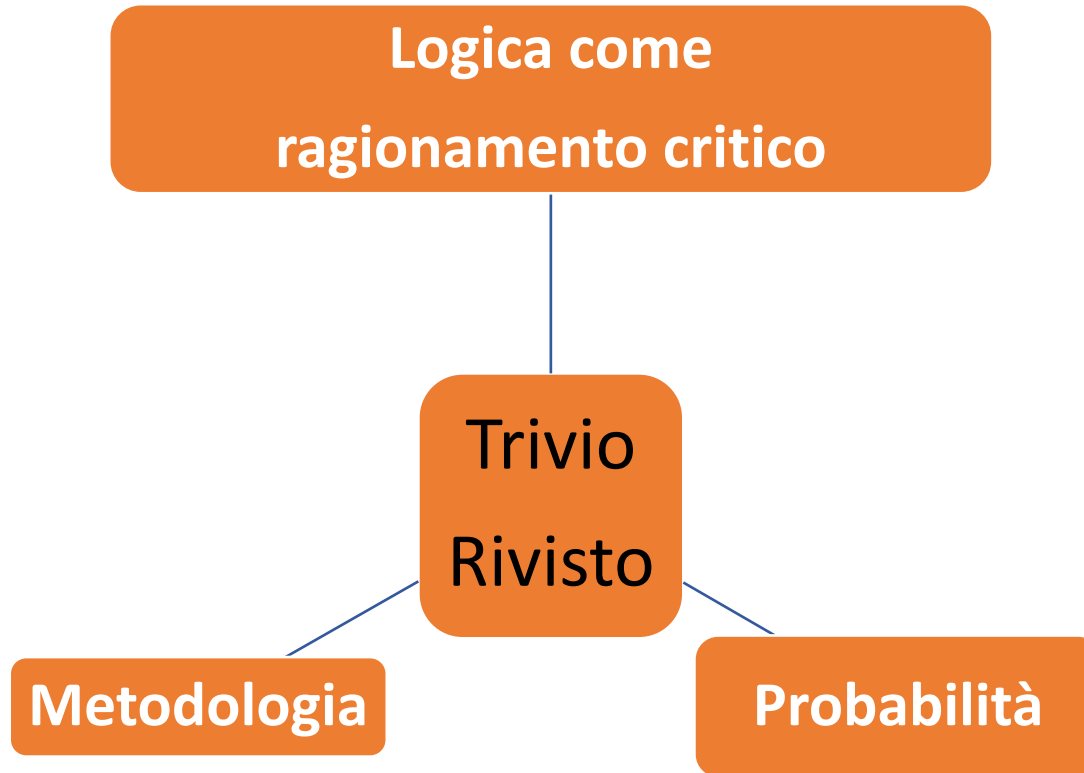 Logica come
ragionamento critico
Trivio
Rivisto
Metodologia
Probabilità